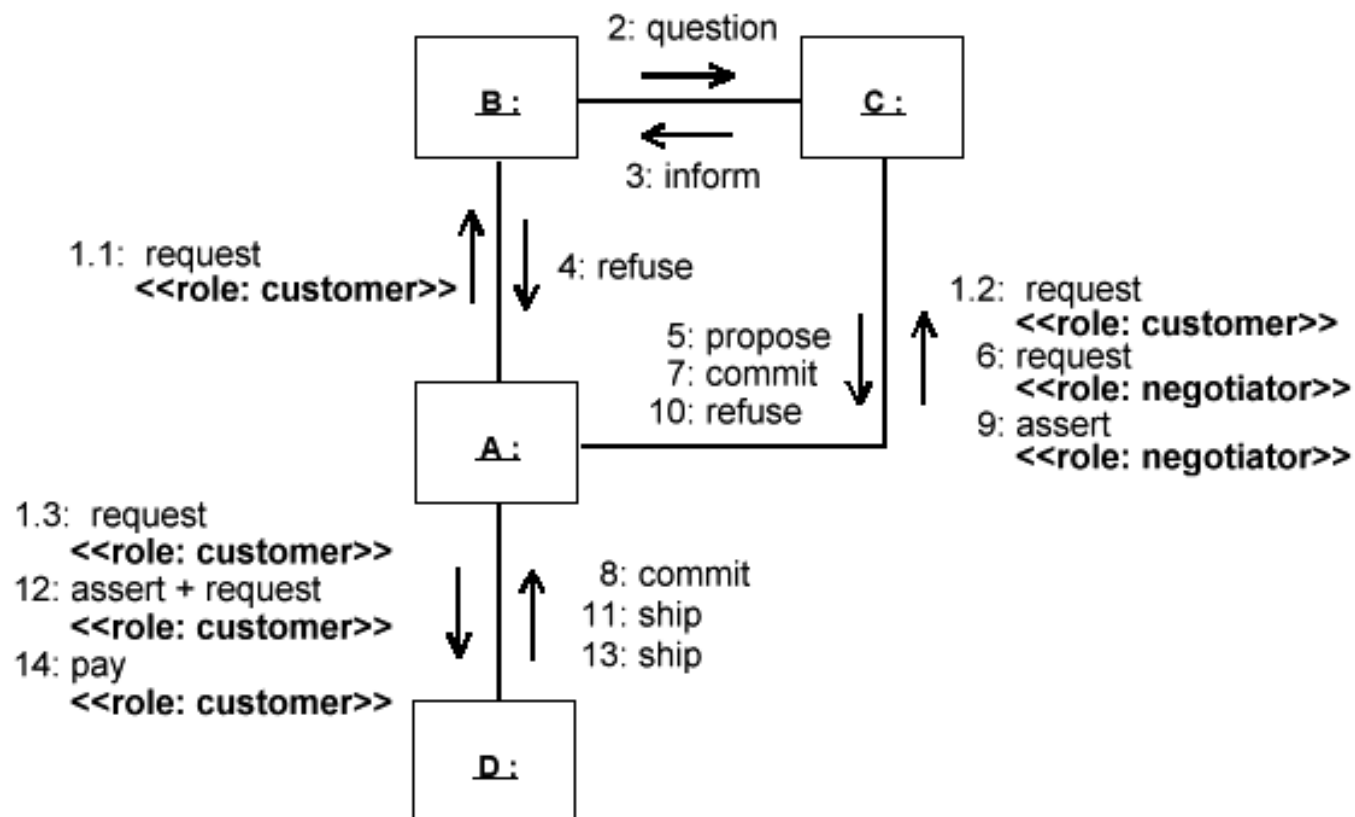 2: question
B :
C :
3: inform
1.1: request
<<role: customer>>
4: refuse
1.2: request
<<role: customer>>
6: request
<<role: negotiator>>
9: assert
<<role: negotiator>>
5: propose
7: commit
10: refuse
A :
1.3: request
<<role: customer>>
12: assert + request
<<role: customer>>
14: pay
<<role: customer>>
8: commit
11: ship
13: ship
D :